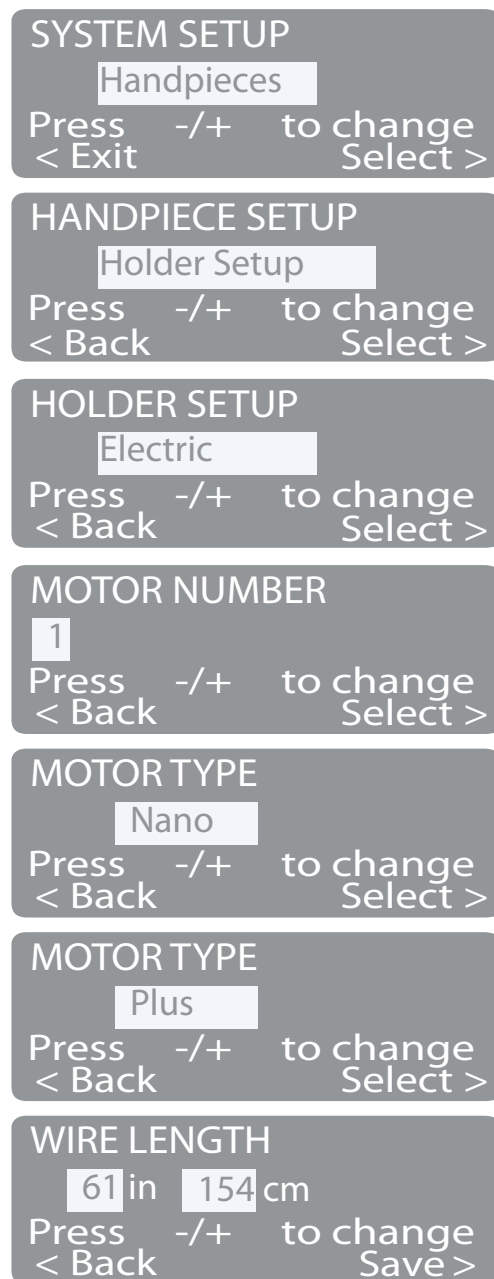 SYSTEM SETUP
Handpieces
Press -/+ to change
< Exit Select >
HANDPIECE SETUP
Holder Setup
Press -/+ to change
< Back Select >
HOLDER SETUP
Electric
Press -/+ to change
< Back Select >
MOTOR NUMBER
1
Press -/+ to change
< Back Select >
MOTOR TYPE
Nano
Press -/+ to change
< Back Select >
MOTOR TYPE
Plus
Press -/+ to change
< Back Select >
WIRE LENGTH
61 in 154 cm
Press -/+ to change
< Back Save >